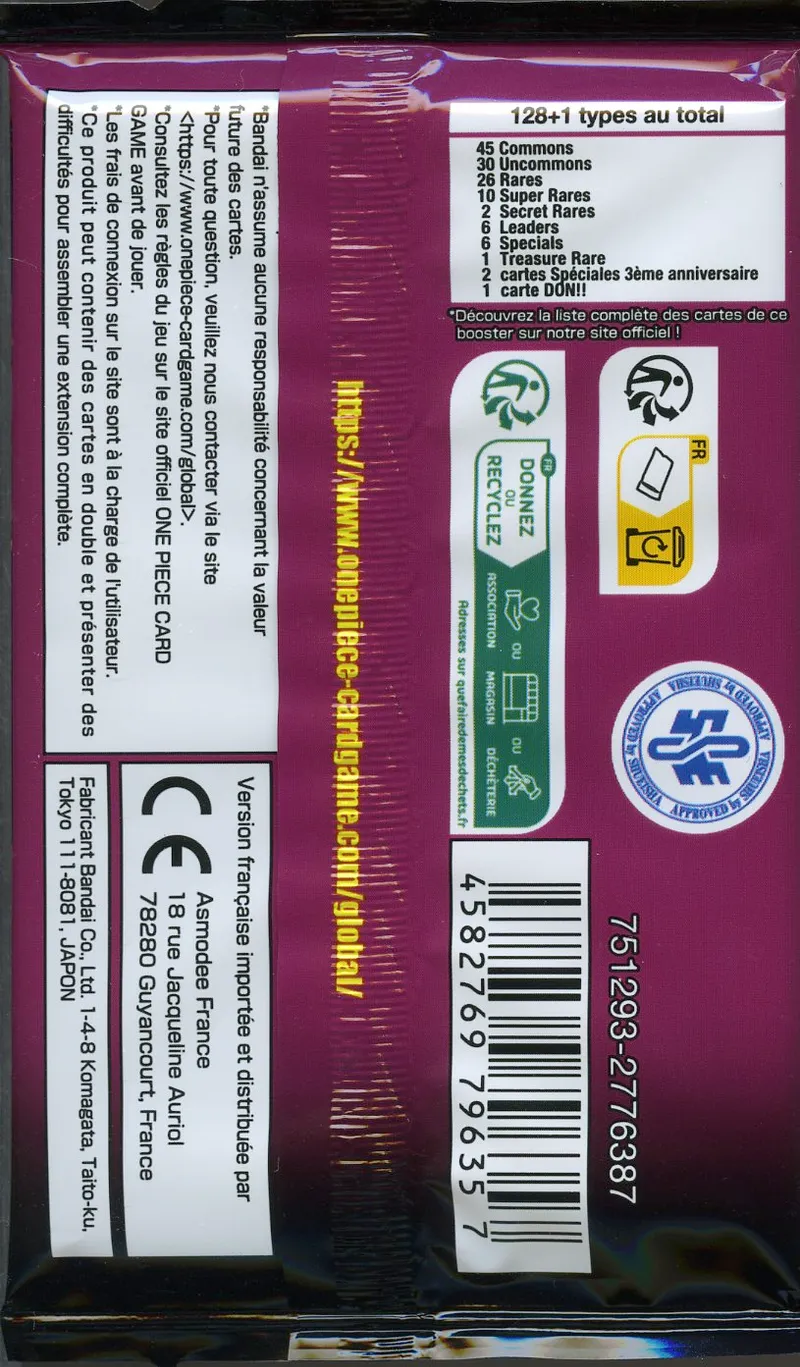 128+1 types au total
45 Commons
30 Uncommons
26 Rares
10 Super Rares
2 Secret Rares
6 Leaders
6 Specials
1 Treasure Rare
2 cartes Spéciales 3ème anniversaire
1 carte DON!!
*Découvrez la liste complète des cartes de ce
booster sur notre site officiel !
FR
FR
DONNEZ
OU
RECYCLEZ
ASSOCIATION
OU
MAGASIN
OU
DÉCHÈTERIE
Adresses sur quefairedemesdechets.fr
APPROVED by SHUEISHA
APPROVED by SHUEISHA
APPROVED by SHUEISHA
751293-2776387
4 582769 796357
https://www.onepiece-cardgame.com/global/
*Bandai n'assume aucune responsabilité concernant la valeur
future des cartes.
*Pour toute question, veuillez nous contacter via le site
<https://www.onepiece-cardgame.com/global>.
*Consultez les règles du jeu sur le site officiel ONE PIECE CARD
GAME avant de jouer.
*Les frais de connexion sur le site sont à la charge de l'utilisateur.
*Ce produit peut contenir des cartes en double et présenter des
difficultés pour assembler une extension complète.
Version française importée et distribuée par
CE
Asmodee France
18 rue Jacqueline Auriol
78280 Guyancourt, France
Fabricant Bandai Co., Ltd. 1-4-8 Komagata, Taito-ku,
Tokyo 111-8081, JAPON